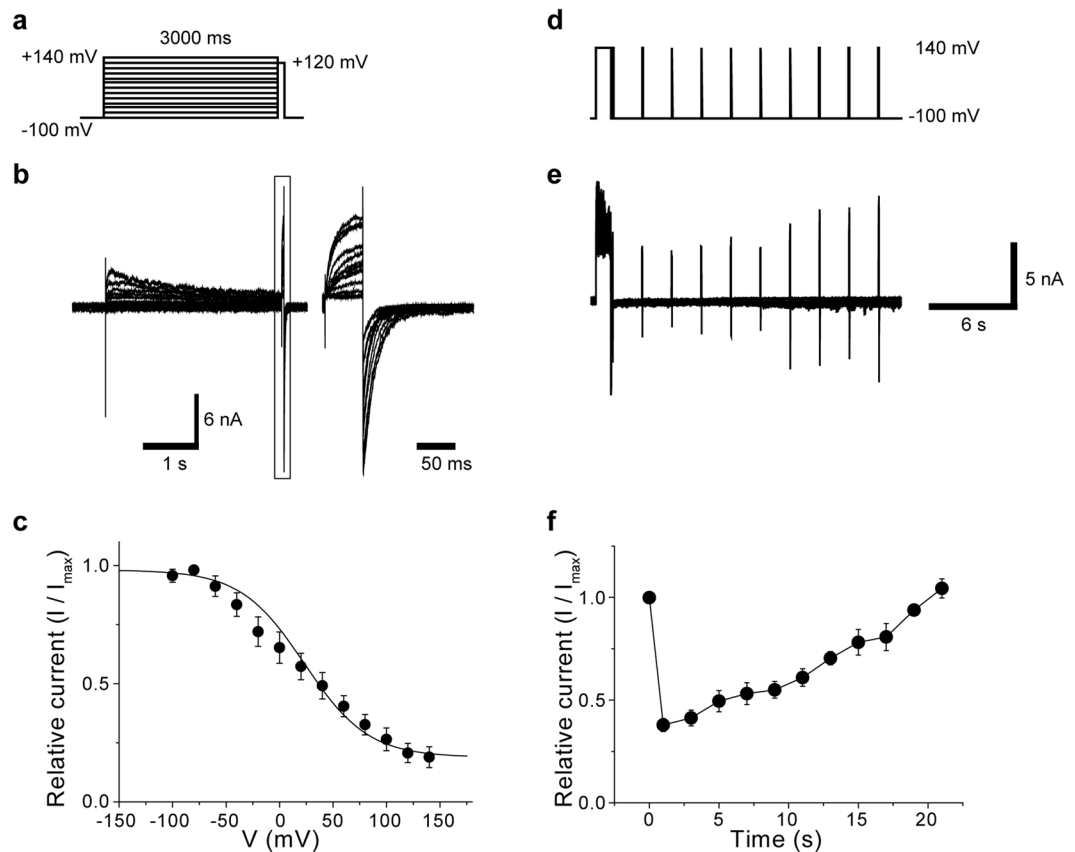 a
3000 ms
+140 mV
+120 mV
-100 mV
b
6 nA
1 s
50 ms
c
Relative current (I / Imax)
1.0
0.5
0.0
-150 -100 -50 0 50 100 150
V (mV)
d
140 mV
-100 mV
e
5 nA
6 s
f
Relative current (I / Imax)
1.0
0.5
0.0
0 5 10 15 20
Time (s)